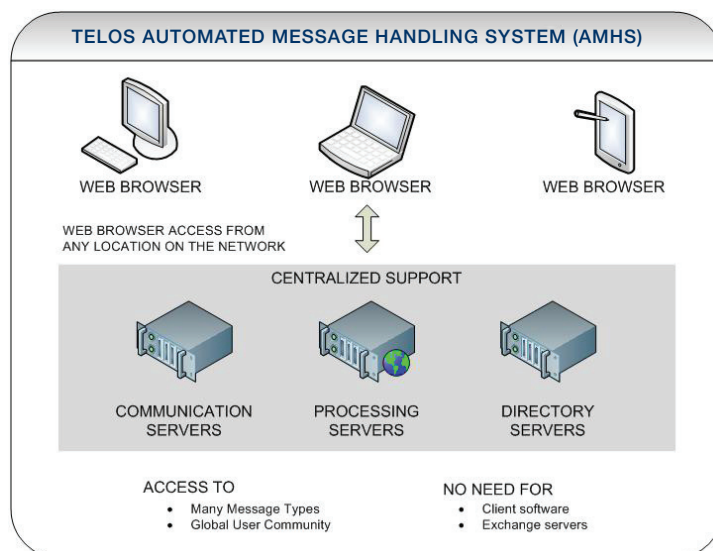 TELOS AUTOMATED MESSAGE HANDLING SYSTEM (AMHS)
WEB BROWSER
WEB BROWSER
WEB BROWSER
WEB BROWSER ACCESS FROM
ANY LOCATION ON THE NETWORK
CENTRALIZED SUPPORT
COMMUNICATION
SERVERS
PROCESSING
SERVERS
DIRECTORY
SERVERS
ACCESS TO
• Many Message Types
• Global User Community
NO NEED FOR
• Client software
• Exchange servers